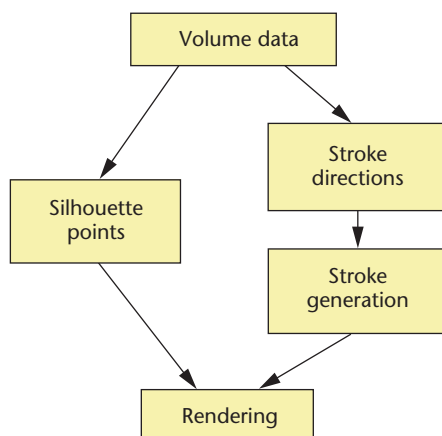 Volume data
Stroke
directions
Silhouette
points
Stroke
generation
Rendering